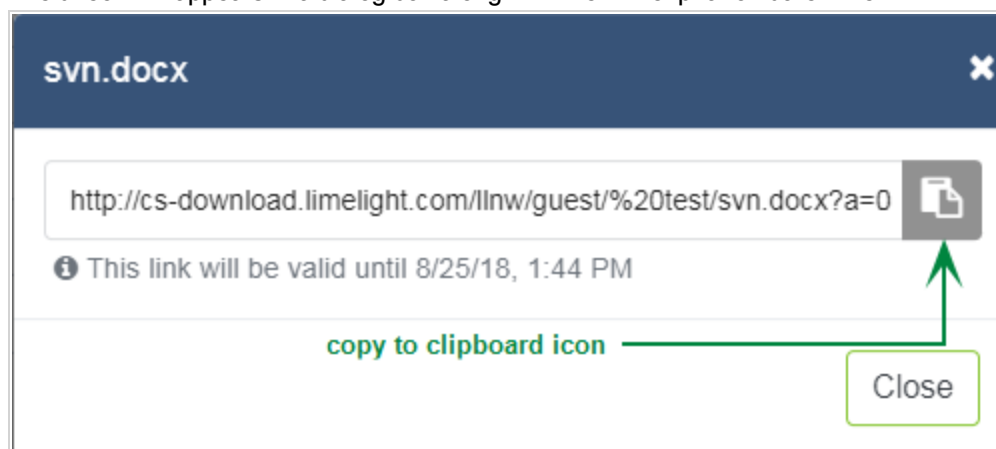 svn.docx
http://cs-download.limelight.com/llnw/guest/%20test/svn.docx?a=0
This link will be valid until 8/25/18, 1:44 PM
copy to clipboard icon
Close